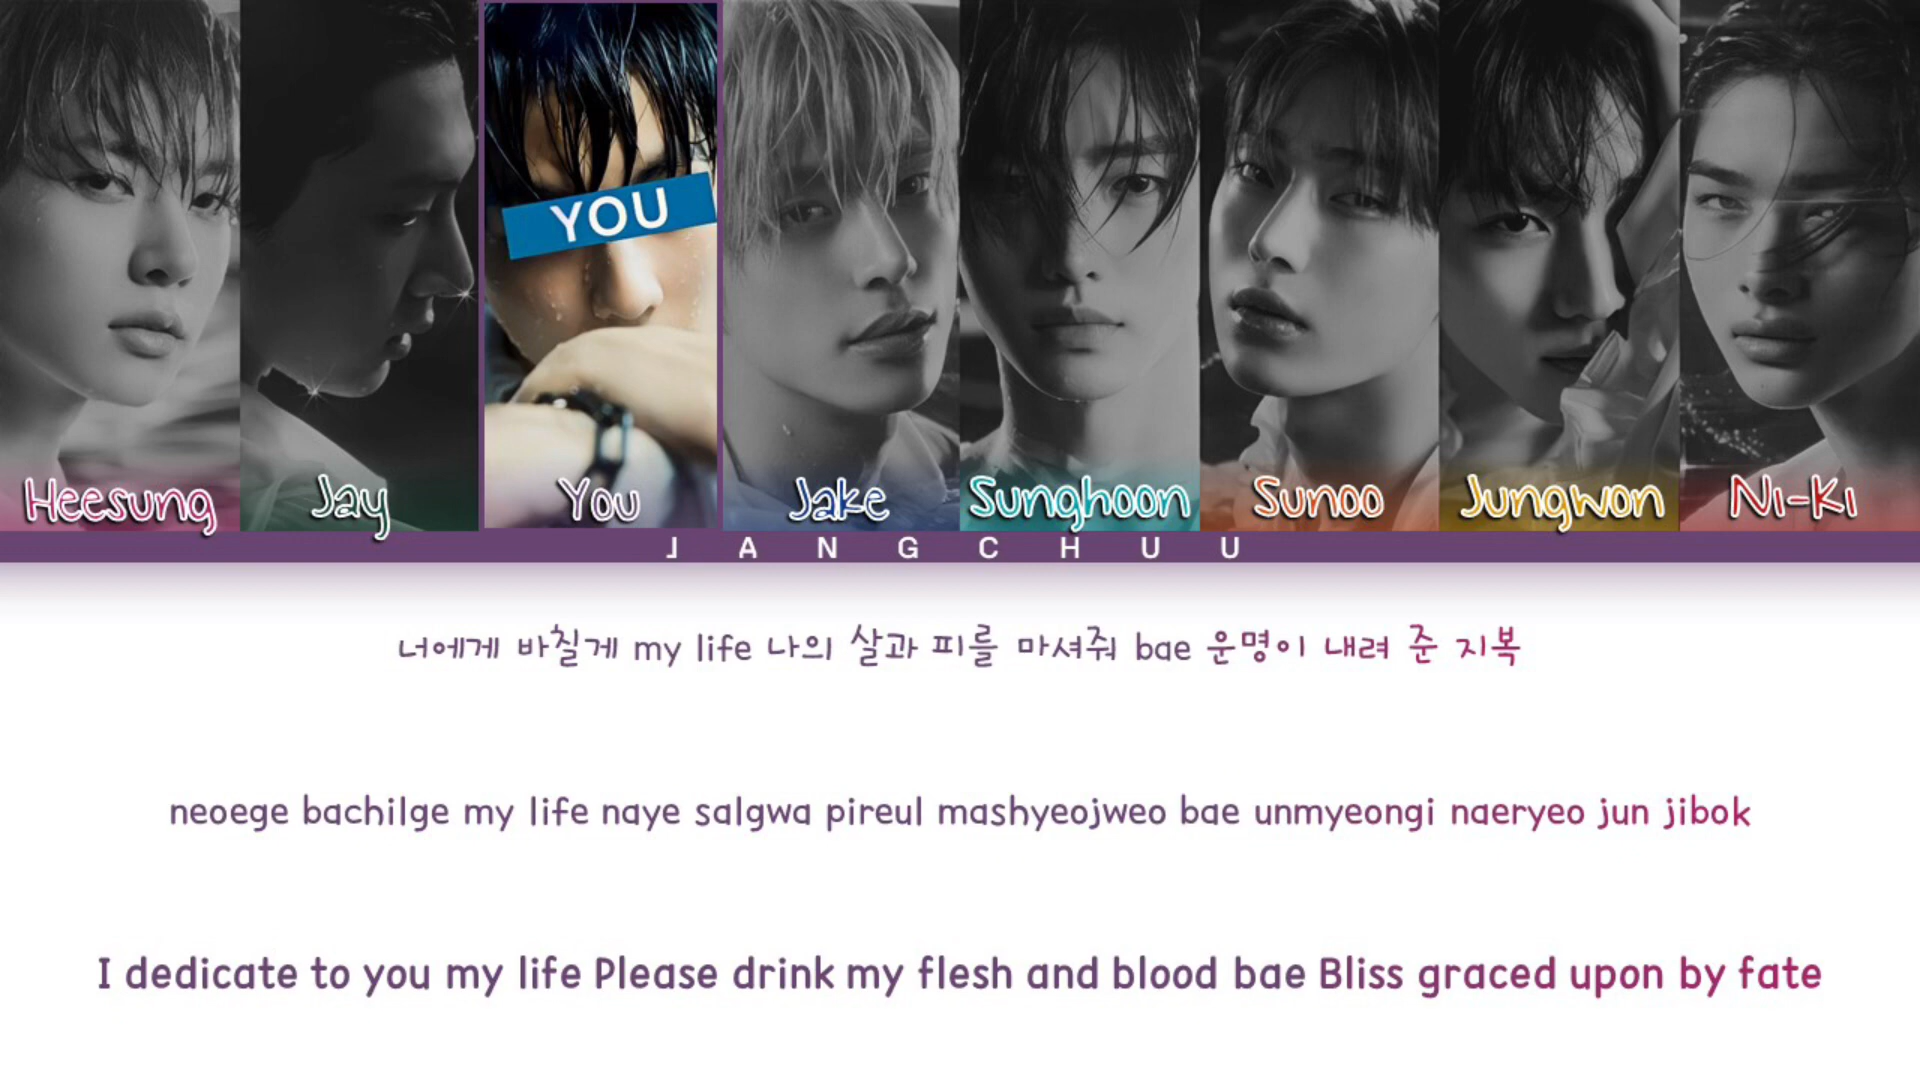 YOU
Heesung Jay You Jake Sunghoon Sunoo Jungwon Ni-Ki
JANGCHUU
너에게 바칠게 my life 나의 살과 피를 마셔줘 bae 운명이 내려 준 지복
neoege bachilge my life naye salgwa pireul mashyeojweo bae unmyeongi naeryeo jun jibok
I dedicate to you my life Please drink my flesh and blood bae Bliss graced upon by fate